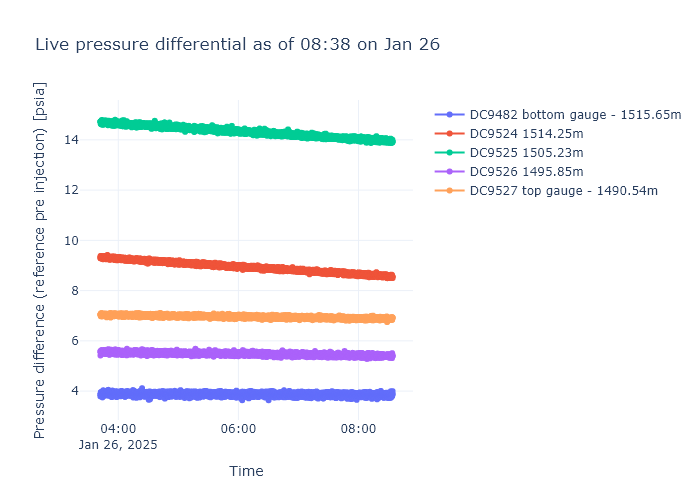 Live pressure differential as of 08:38 on Jan 26
Pressure difference (reference pre injection) [psia]
14
12
10
8
6
4
04:00
Jan 26, 2025
06:00
08:00
Time
DC9482 bottom gauge - 1515.65m
DC9524 1514.25m
DC9525 1505.23m
DC9526 1495.85m
DC9527 top gauge - 1490.54m